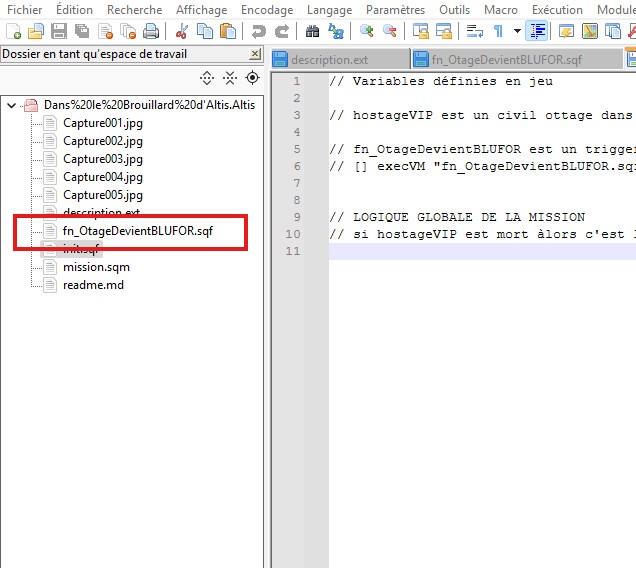 Fichier Édition Recherche Affichage Encodage Langage Paramètres Outils Macro Exécution Module
Dossier en tant qu'espace de travail
description.ext fn_OtageDevientBLUFOR.sqf
Dans%20le%20Brouillard%20d'Altis.Altis
Capture001.jpg
Capture002.jpg
Capture003.jpg
Capture004.jpg
Capture005.jpg
description.ext
fn_OtageDevientBLUFOR.sqf
init.sqf
mission.sqm
readme.md
1 // Variables définies en jeu
2
3 // hostageVIP est un civil ottage dans
4
5 // fn_OtageDevientBLUFOR est un trigger
6 // [] execVM "fn_OtageDevientBLUFOR.sq
7
8
9 // LOGIQUE GLOBALE DE LA MISSION
10 // si hostageVIP est mort àlors c'est
11